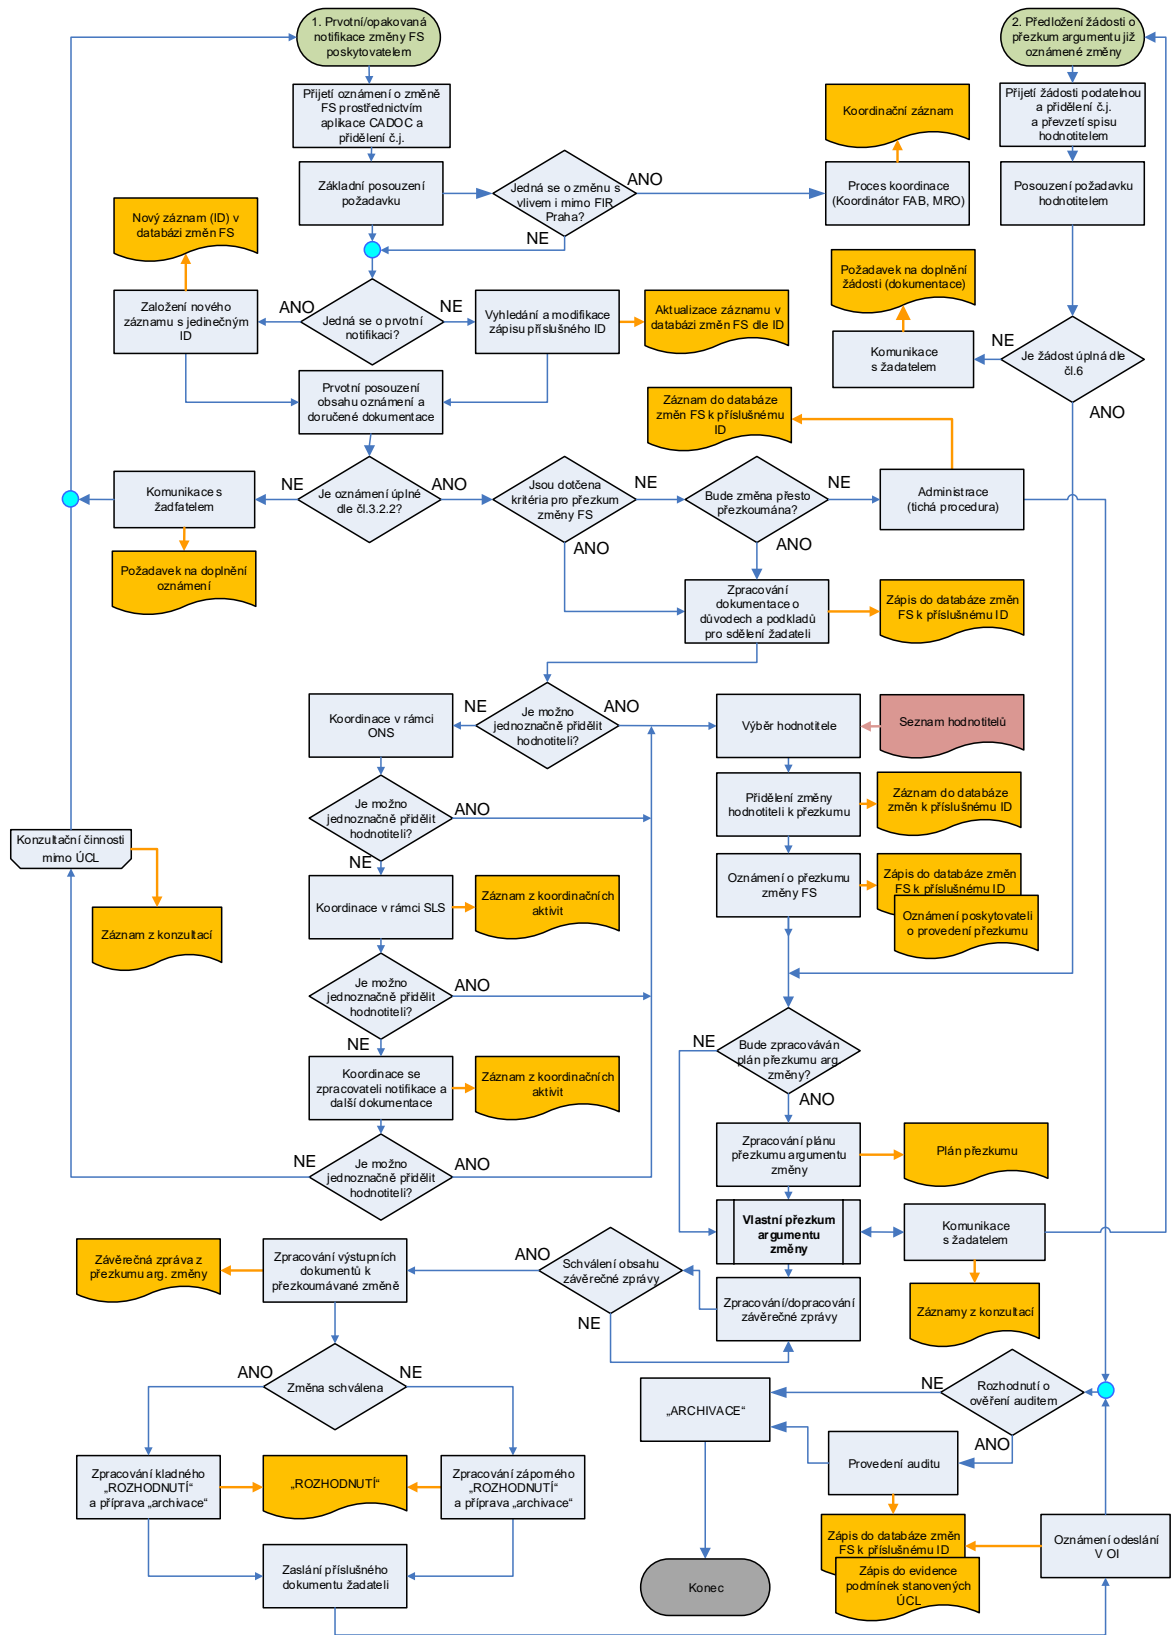 1. Prvotní/opakovaná
notifikace změny FS
poskytovatelem
2. Předložení žádosti o
přezkum argumentu již
oznámené změny
Přijetí oznámení o změně
FS prostřednictvím
aplikace CADOC a
přidělení č.j.
Koordinační záznam
Přijetí žádosti podatelnou
a přidělení č.j.
a převzetí spisu
hodnotitelem
Základní posouzení
požadavku
Jedná se o změnu s
vlivem i mimo FIR
Praha?
ANO
NE
Proces koordinace
(Koordinátor FAB, MRO)
Posouzení požadavku
hodnotitelem
Nový záznam (ID) v
databázi změn FS
Požadavek na doplnění
žádosti (dokumentace)
Založení nového
záznamu s jedinečným
ID
ANO
Jedná se o prvotní
notifikaci?
NE
Vyhledání a modifikace
zápisu příslušného ID
Aktualizace záznamu v
databázi změn FS dle ID
Komunikace
s žadatelem
NE
Je žádost úplná dle
čl.6
ANO
Prvotní posouzení
obsahu oznámení a
doručené dokumentace
Záznam do databáze
změn FS k příslušnému
ID
Komunikace s
žadfatelem
NE
Je oznámení úplné
dle čl.3.2.2?
ANO
Jsou dotčena
kritéria pro přezkum
změny FS
NE
ANO
Bude změna přesto
přezkoumána?
NE
ANO
Administrace
(tichá procedura)
Požadavek na doplnění
oznámení
Zpracování
dokumentace o
důvodech a podkladů
pro sdělení žadateli
Zápis do databáze změn
FS k příslušnému ID
Koordinace v rámci
ONS
NE
Je možno
jednoznačně přidělit
hodnotiteli?
ANO
Výběr hodnotitele
Seznam hodnotitelů
Je možno
jednoznačně přidělit
hodnotiteli?
ANO
NE
Přidělení změny
hodnotiteli k přezkumu
Záznam do databáze
změn k příslušnému ID
Konzultační činnosti
mimo ÚCL
Záznam z konzultací
Koordinace v rámci SLS
Záznam z koordinačních
aktivit
Oznámení o přezkumu
změny FS
Zápis do databáze změn
FS k příslušnému ID
Oznámení poskytovateli
o provedení přezkumu
Je možno
jednoznačně přidělit
hodnotiteli?
ANO
NE
NE
Bude zpracováván
plán přezkumu arg.
změny?
ANO
Koordinace se
zpracovateli notifikace a
další dokumentace
Záznam z koordinačních
aktivit
Zpracování plánu
přezkumu argumentu
změny
Plán přezkumu
NE
Je možno
jednoznačně přidělit
hodnotiteli?
ANO
Vlastní přezkum
argumentu
změny
Komunikace
s žadatelem
Závěrečná zpráva z
přezkumu arg. změny
Zpracování výstupních
dokumentů k
přezkoumávané změně
ANO
Schválení obsahu
závěrečné zprávy
NE
Zpracování/dopracování
závěrečné zprávy
Záznamy z konzultací
ANO
Změna schválena
NE
„ARCHIVACE“
NE
Rozhodnutí o
ověření auditem
ANO
Zpracování kladného
„ROZHODNUTÍ“
a příprava „archivace“
„ROZHODNUTÍ“
Zpracování záporného
„ROZHODNUTÍ“
a příprava „archivace“
Provedení auditu
Zaslání příslušného
dokumentu žadateli
Konec
Zápis do databáze změn
FS k příslušnému ID
Zápis do evidence
podmínek stanovených
ÚCL
Oznámení odeslání
V OI